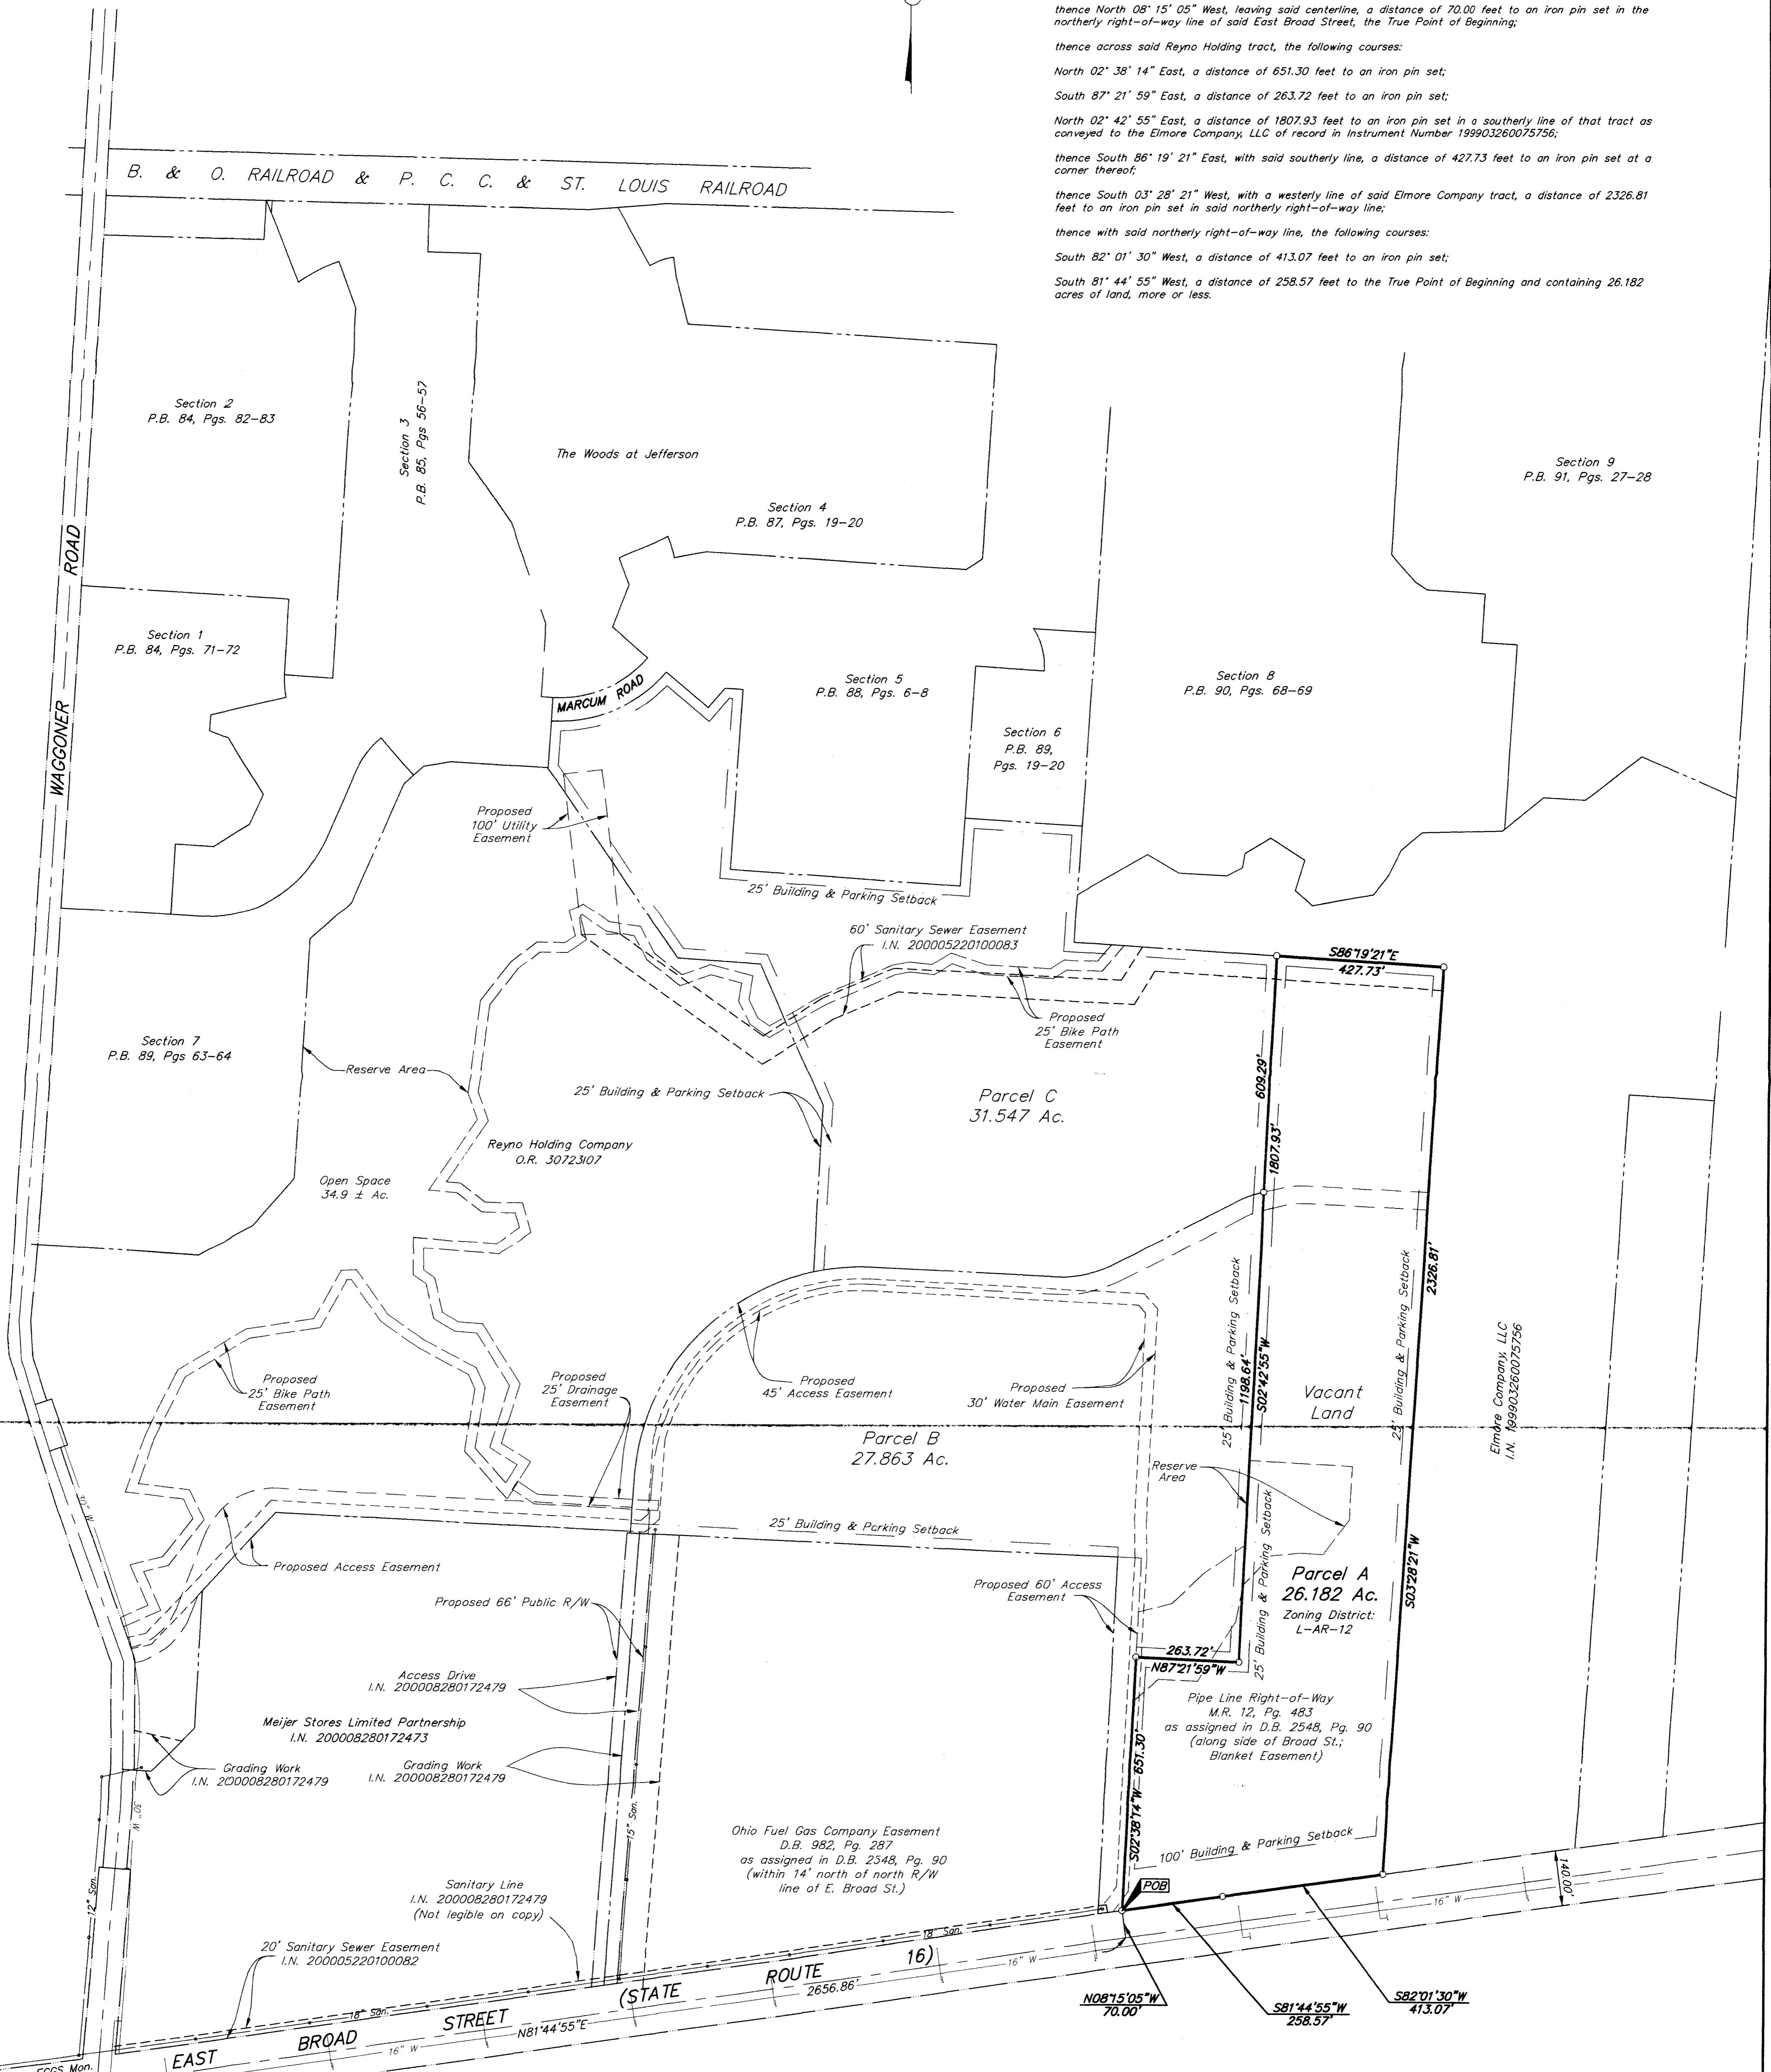 thence North 08° 15' 05" West, leaving said centerline, a distance of 70.00 feet to an iron pin set in the
northerly right-of-way line of said East Broad Street, the True Point of Beginning;
thence across said Reyno Holding tract, the following courses:
North 02° 38' 14" East, a distance of 651.30 feet to an iron pin set;
South 87° 21' 59" East, a distance of 263.72 feet to an iron pin set;
North 02° 42' 55" East, a distance of 1807.93 feet to an iron pin set in a southerly line of that tract as
conveyed to the Elmore Company, LLC of record in Instrument Number 199903260075756;
thence South 86° 19' 21" East, with said southerly line, a distance of 427.73 feet to an iron pin set at a
corner thereof;
thence South 03° 28' 21" West, with a westerly line of said Elmore Company tract, a distance of 2326.81
feet to an iron pin set in said northerly right-of-way line;
thence with said northerly right-of-way line, the following courses:
South 82° 01' 30" West, a distance of 413.07 feet to an iron pin set;
South 81° 44' 55" West, a distance of 258.57 feet to the True Point of Beginning and containing 26.182
acres of land, more or less.
B. & O. RAILROAD & P. C. C. & ST. LOUIS RAILROAD
Section 2
P.B. 84, Pgs. 82-83
Section 3
P.B. 85, Pgs 56-57
The Woods at Jefferson
Section 4
P.B. 87, Pgs. 19-20
Section 9
P.B. 91, Pgs. 27-28
WAGGONER ROAD
Section 1
P.B. 84, Pgs. 71-72
MARCUM ROAD
Section 5
P.B. 88, Pgs. 6-8
Section 8
P.B. 90, Pgs. 68-69
Section 6
P.B. 89,
Pgs. 19-20
Proposed
100' Utility
Easement
25' Building & Parking Setback
60' Sanitary Sewer Easement
I.N. 200005220100083
S86°19'21"E
427.73'
Proposed
25' Bike Path
Easement
Section 7
P.B. 89, Pgs 63-64
Reserve Area
25' Building & Parking Setback
Parcel C
31.547 Ac.
609.29'
1807.93'
Reyno Holding Company
O.R. 30723I07
Open Space
34.9 ± Ac.
25' Building & Parking Setback
1198.64'
S02°42'55"W
25' Building & Parking Setback
2326.81'
Elmore Company, LLC
I.N. 199903260075756
Proposed
25' Bike Path
Easement
Proposed
25' Drainage
Easement
Proposed
45' Access Easement
Proposed
30' Water Main Easement
Vacant
Land
Parcel B
27.863 Ac.
Reserve
Area
30" W
25' Building & Parking Setback
25' Building & Parking Setback
Proposed Access Easement
Proposed 66' Public R/W
Proposed 60' Access
Easement
Parcel A
26.182 Ac.
Zoning District:
L-AR-12
S03°28'21"W
263.72'
N87°21'59"W
Access Drive
I.N. 200008280172479
Meijer Stores Limited Partnership
I.N. 200008280172473
Pipe Line Right-of-Way
M.R. 12, Pg. 483
as assigned in D.B. 2548, Pg. 90
(along side of Broad St.;
Blanket Easement)
Grading Work
I.N. 200008280172479
Grading Work
I.N. 200008280172479
30" W
15" San.
S02°38'14"W 651.30'
Ohio Fuel Gas Company Easement
D.B. 982, Pg. 287
as assigned in D.B. 2548, Pg. 90
(within 14' north of north R/W
line of E. Broad St.)
100' Building & Parking Setback
140.00'
POB
12" San.
Sanitary Line
I.N. 200008280172479
(Not legible on copy)
20' Sanitary Sewer Easement
I.N. 200005220100082
18" San.
18" San.
16" W
16" W
16" W
EAST BROAD STREET (STATE ROUTE 16)
N81°44'55"E
2656.86'
N08°15'05"W
70.00'
S81°44'55"W
258.57'
S82°01'30"W
413.07'
FCGS Mon.